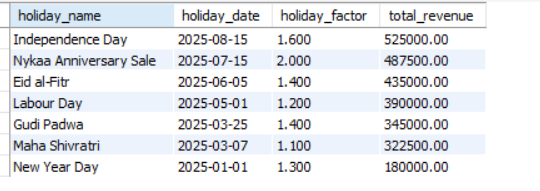 holiday_name holiday_date holiday_factor total_revenue
Independence Day 2025-08-15 1.600 525000.00
Nykaa Anniversary Sale 2025-07-15 2.000 487500.00
Eid al-Fitr 2025-06-05 1.400 435000.00
Labour Day 2025-05-01 1.200 390000.00
Gudi Padwa 2025-03-25 1.400 345000.00
Maha Shivratri 2025-03-07 1.100 322500.00
New Year Day 2025-01-01 1.300 180000.00